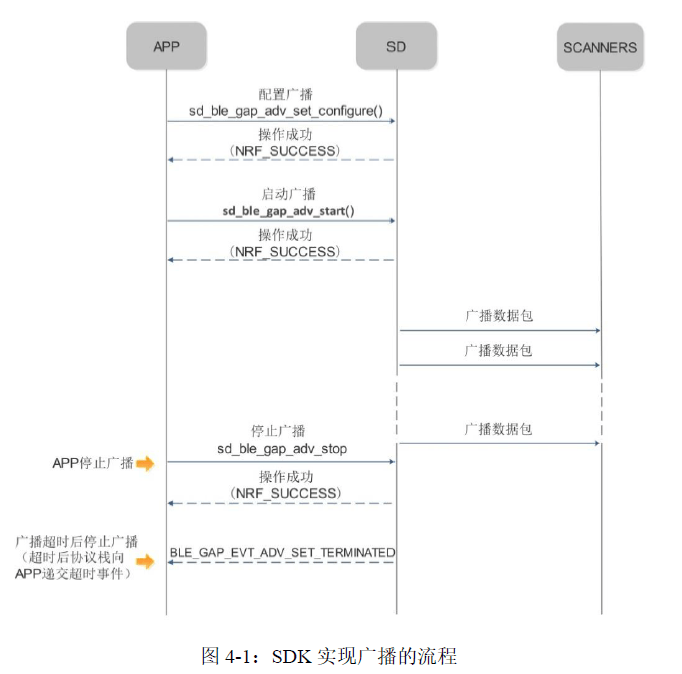 APP
SD
SCANNERS
配置广播
sd_ble_gap_adv_set_configure()
操作成功
（NRF_SUCCESS）
启动广播
sd_ble_gap_adv_start()
操作成功
（NRF_SUCCESS）
广播数据包
广播数据包
停止广播
sd_ble_gap_adv_stop
广播数据包
APP停止广播
操作成功
（NRF_SUCCESS）
广播超时后停止广播
（超时后协议栈向
APP递交超时事件）
BLE_GAP_EVT_ADV_SET_TERMINATED
图 4-1：SDK 实现广播的流程